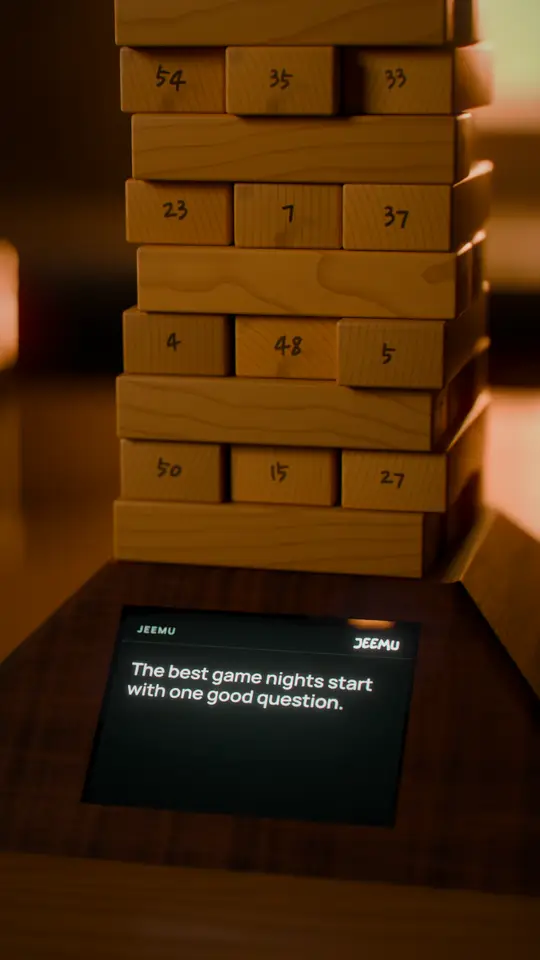 54 35 33
23 7 37
4 48 5
50 15 27
JEEMU JEEMU
The best game nights start
with one good question.